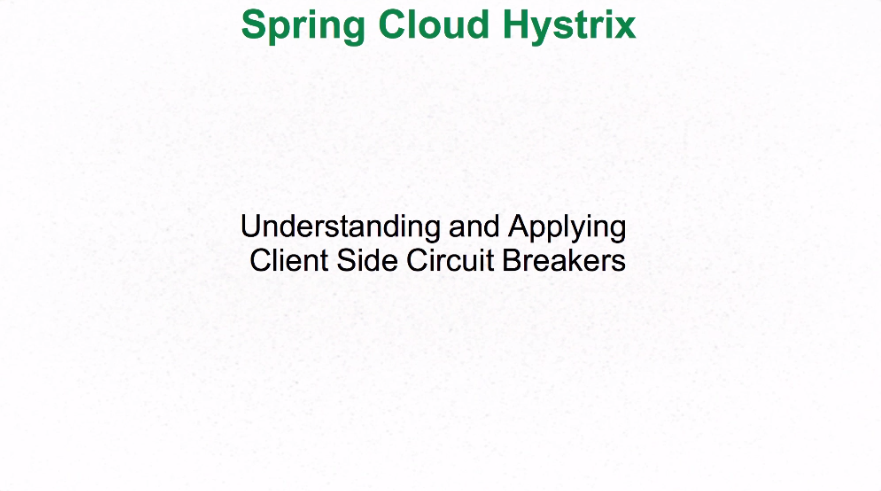 Spring Cloud Hystrix
Understanding and Applying
Client Side Circuit Breakers